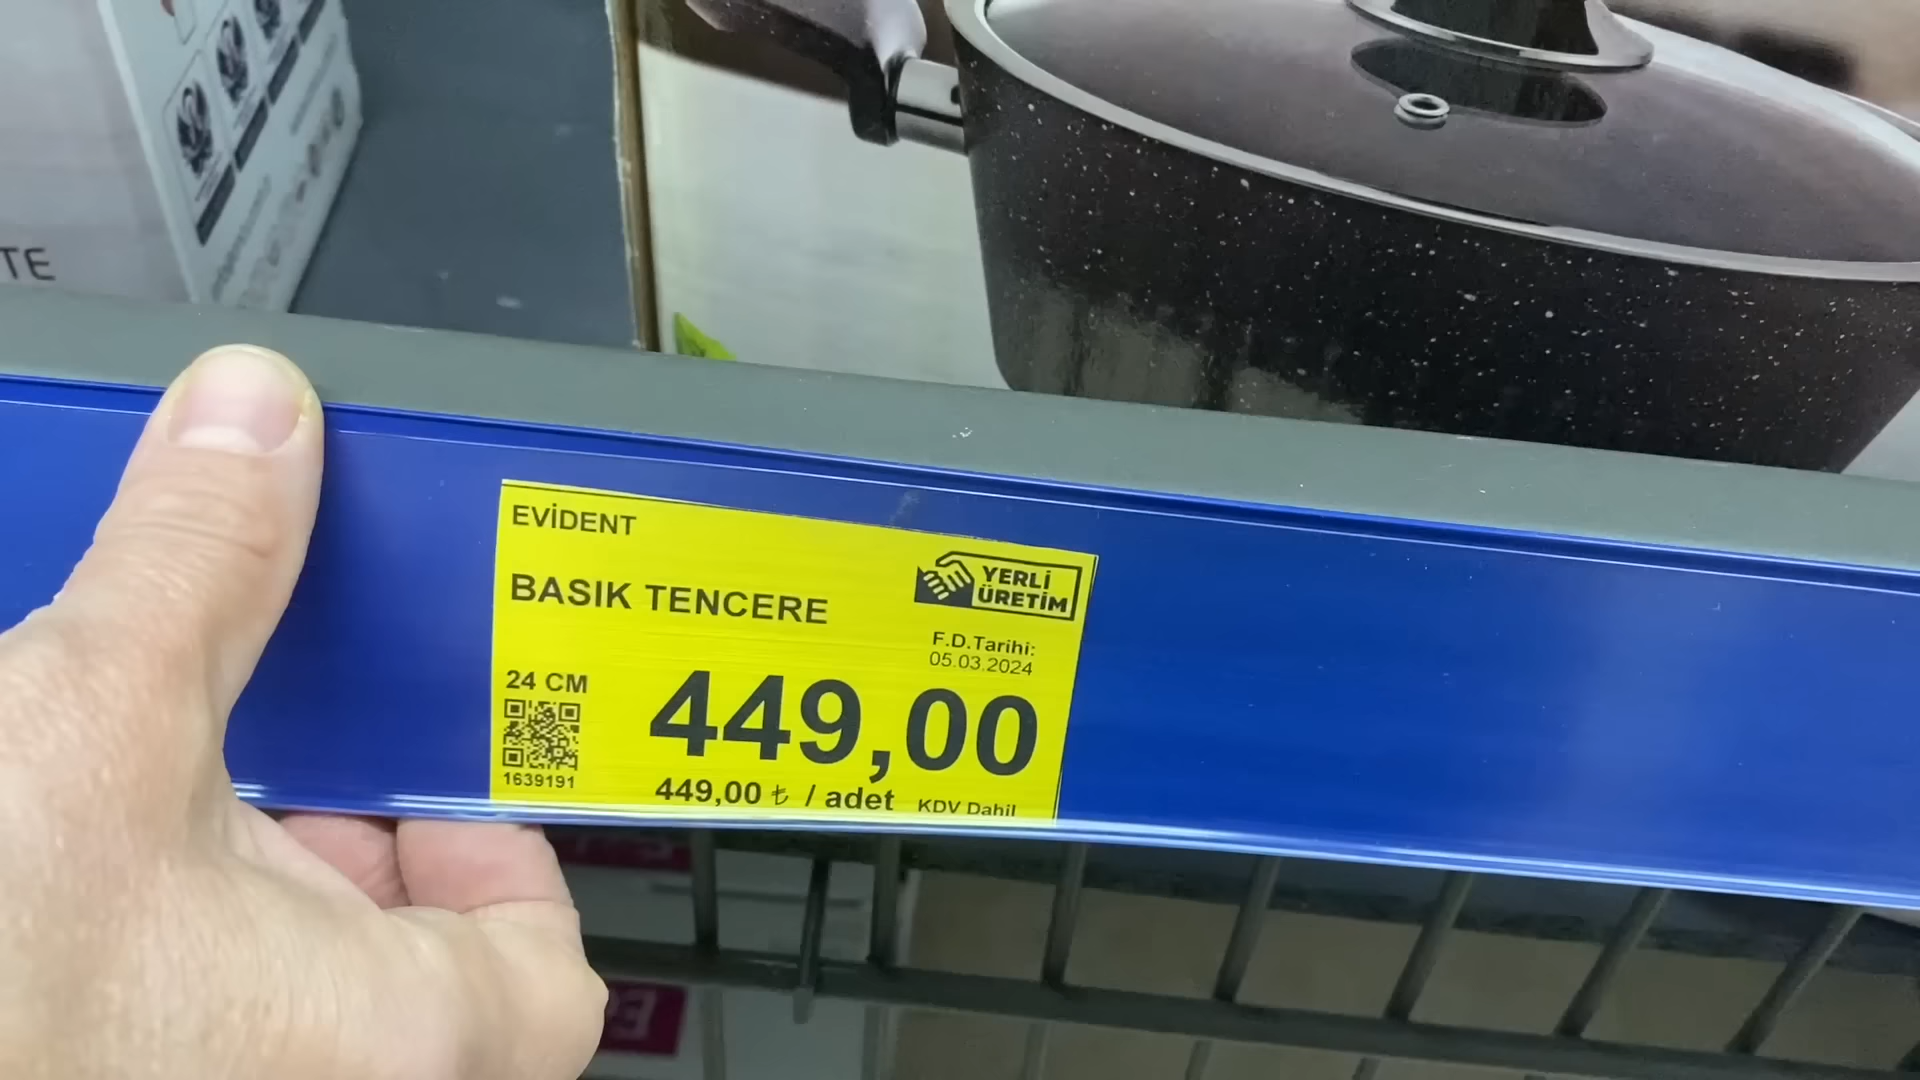 TE
EVİDENT
BASIK TENCERE
YERLİ
ÜRETİM
F.D.Tarihi:
05.03.2024
24 CM
449,00
1639191
449,00 ₺ / adet
KDV Dahil